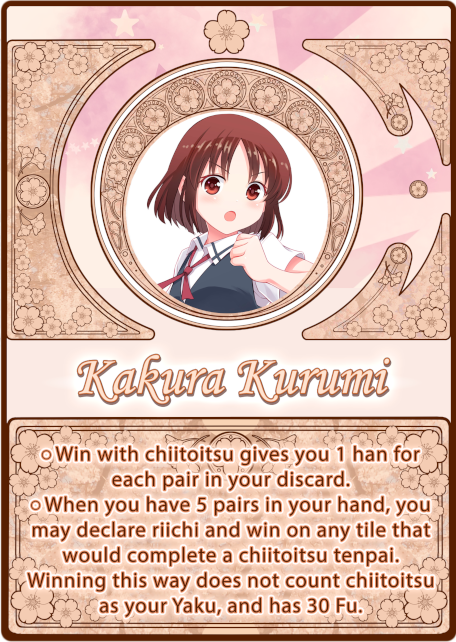 Kakura Kurumi
○Win with chiitoitsu gives you 1 han for
each pair in your discard.
○When you have 5 pairs in your hand, you
may declare riichi and win on any tile that
would complete a chiitoitsu tenpai.
Winning this way does not count chiitoitsu
as your Yaku, and has 30 Fu.